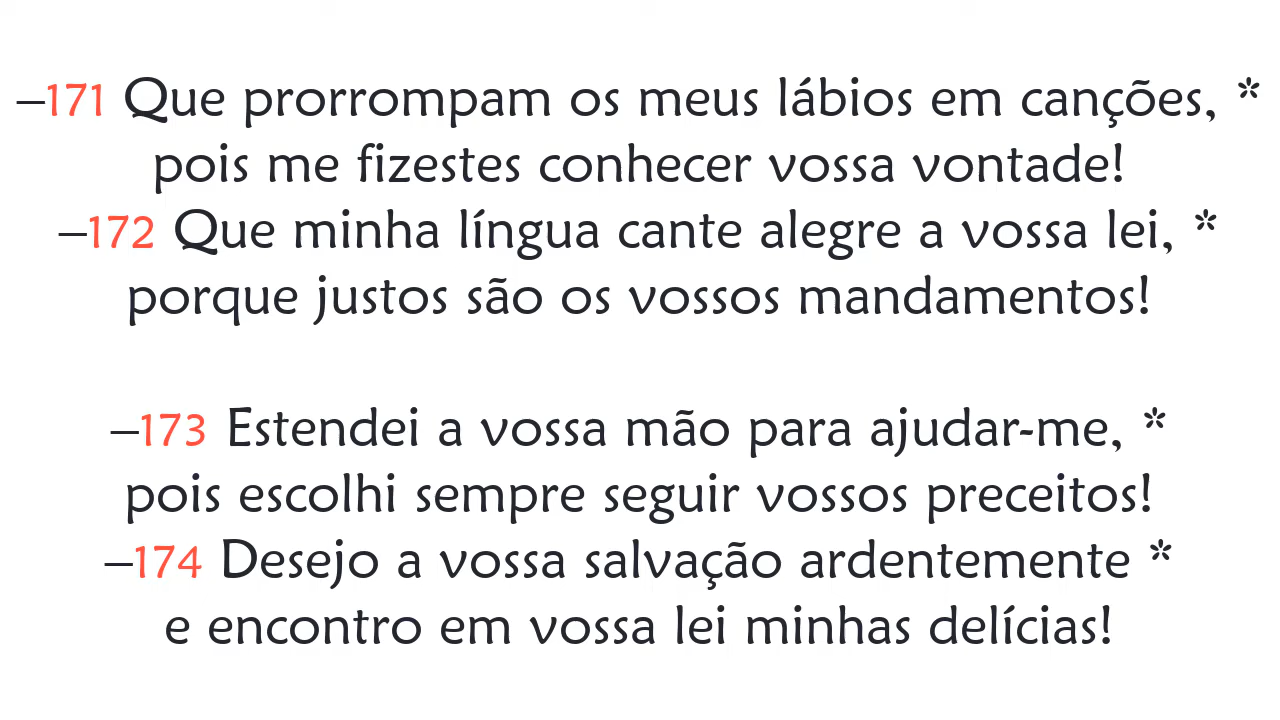 –171 Que prorrompam os meus lábios em canções, *
pois me fizestes conhecer vossa vontade!
–172 Que minha língua cante alegre a vossa lei, *
porque justos são os vossos mandamentos!
–173 Estendei a vossa mão para ajudar-me, *
pois escolhi sempre seguir vossos preceitos!
–174 Desejo a vossa salvação ardentemente *
e encontro em vossa lei minhas delícias!